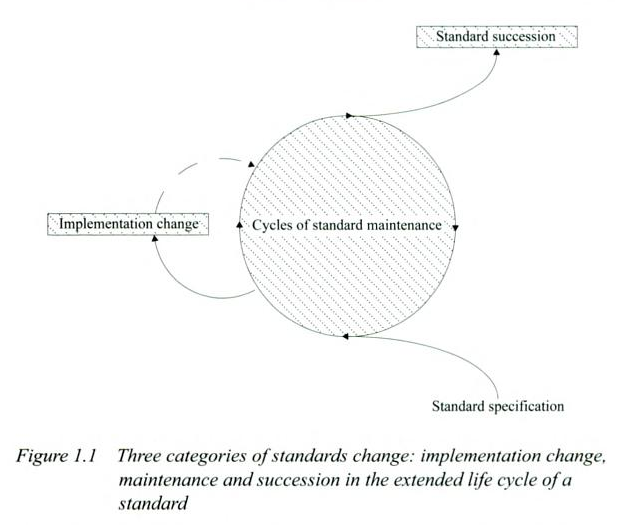 Standard succession
Implementation change
Cycles of standard maintenance
Standard specification
Figure 1.1 Three categories of standards change: implementation change,
maintenance and succession in the extended life cycle of a
standard